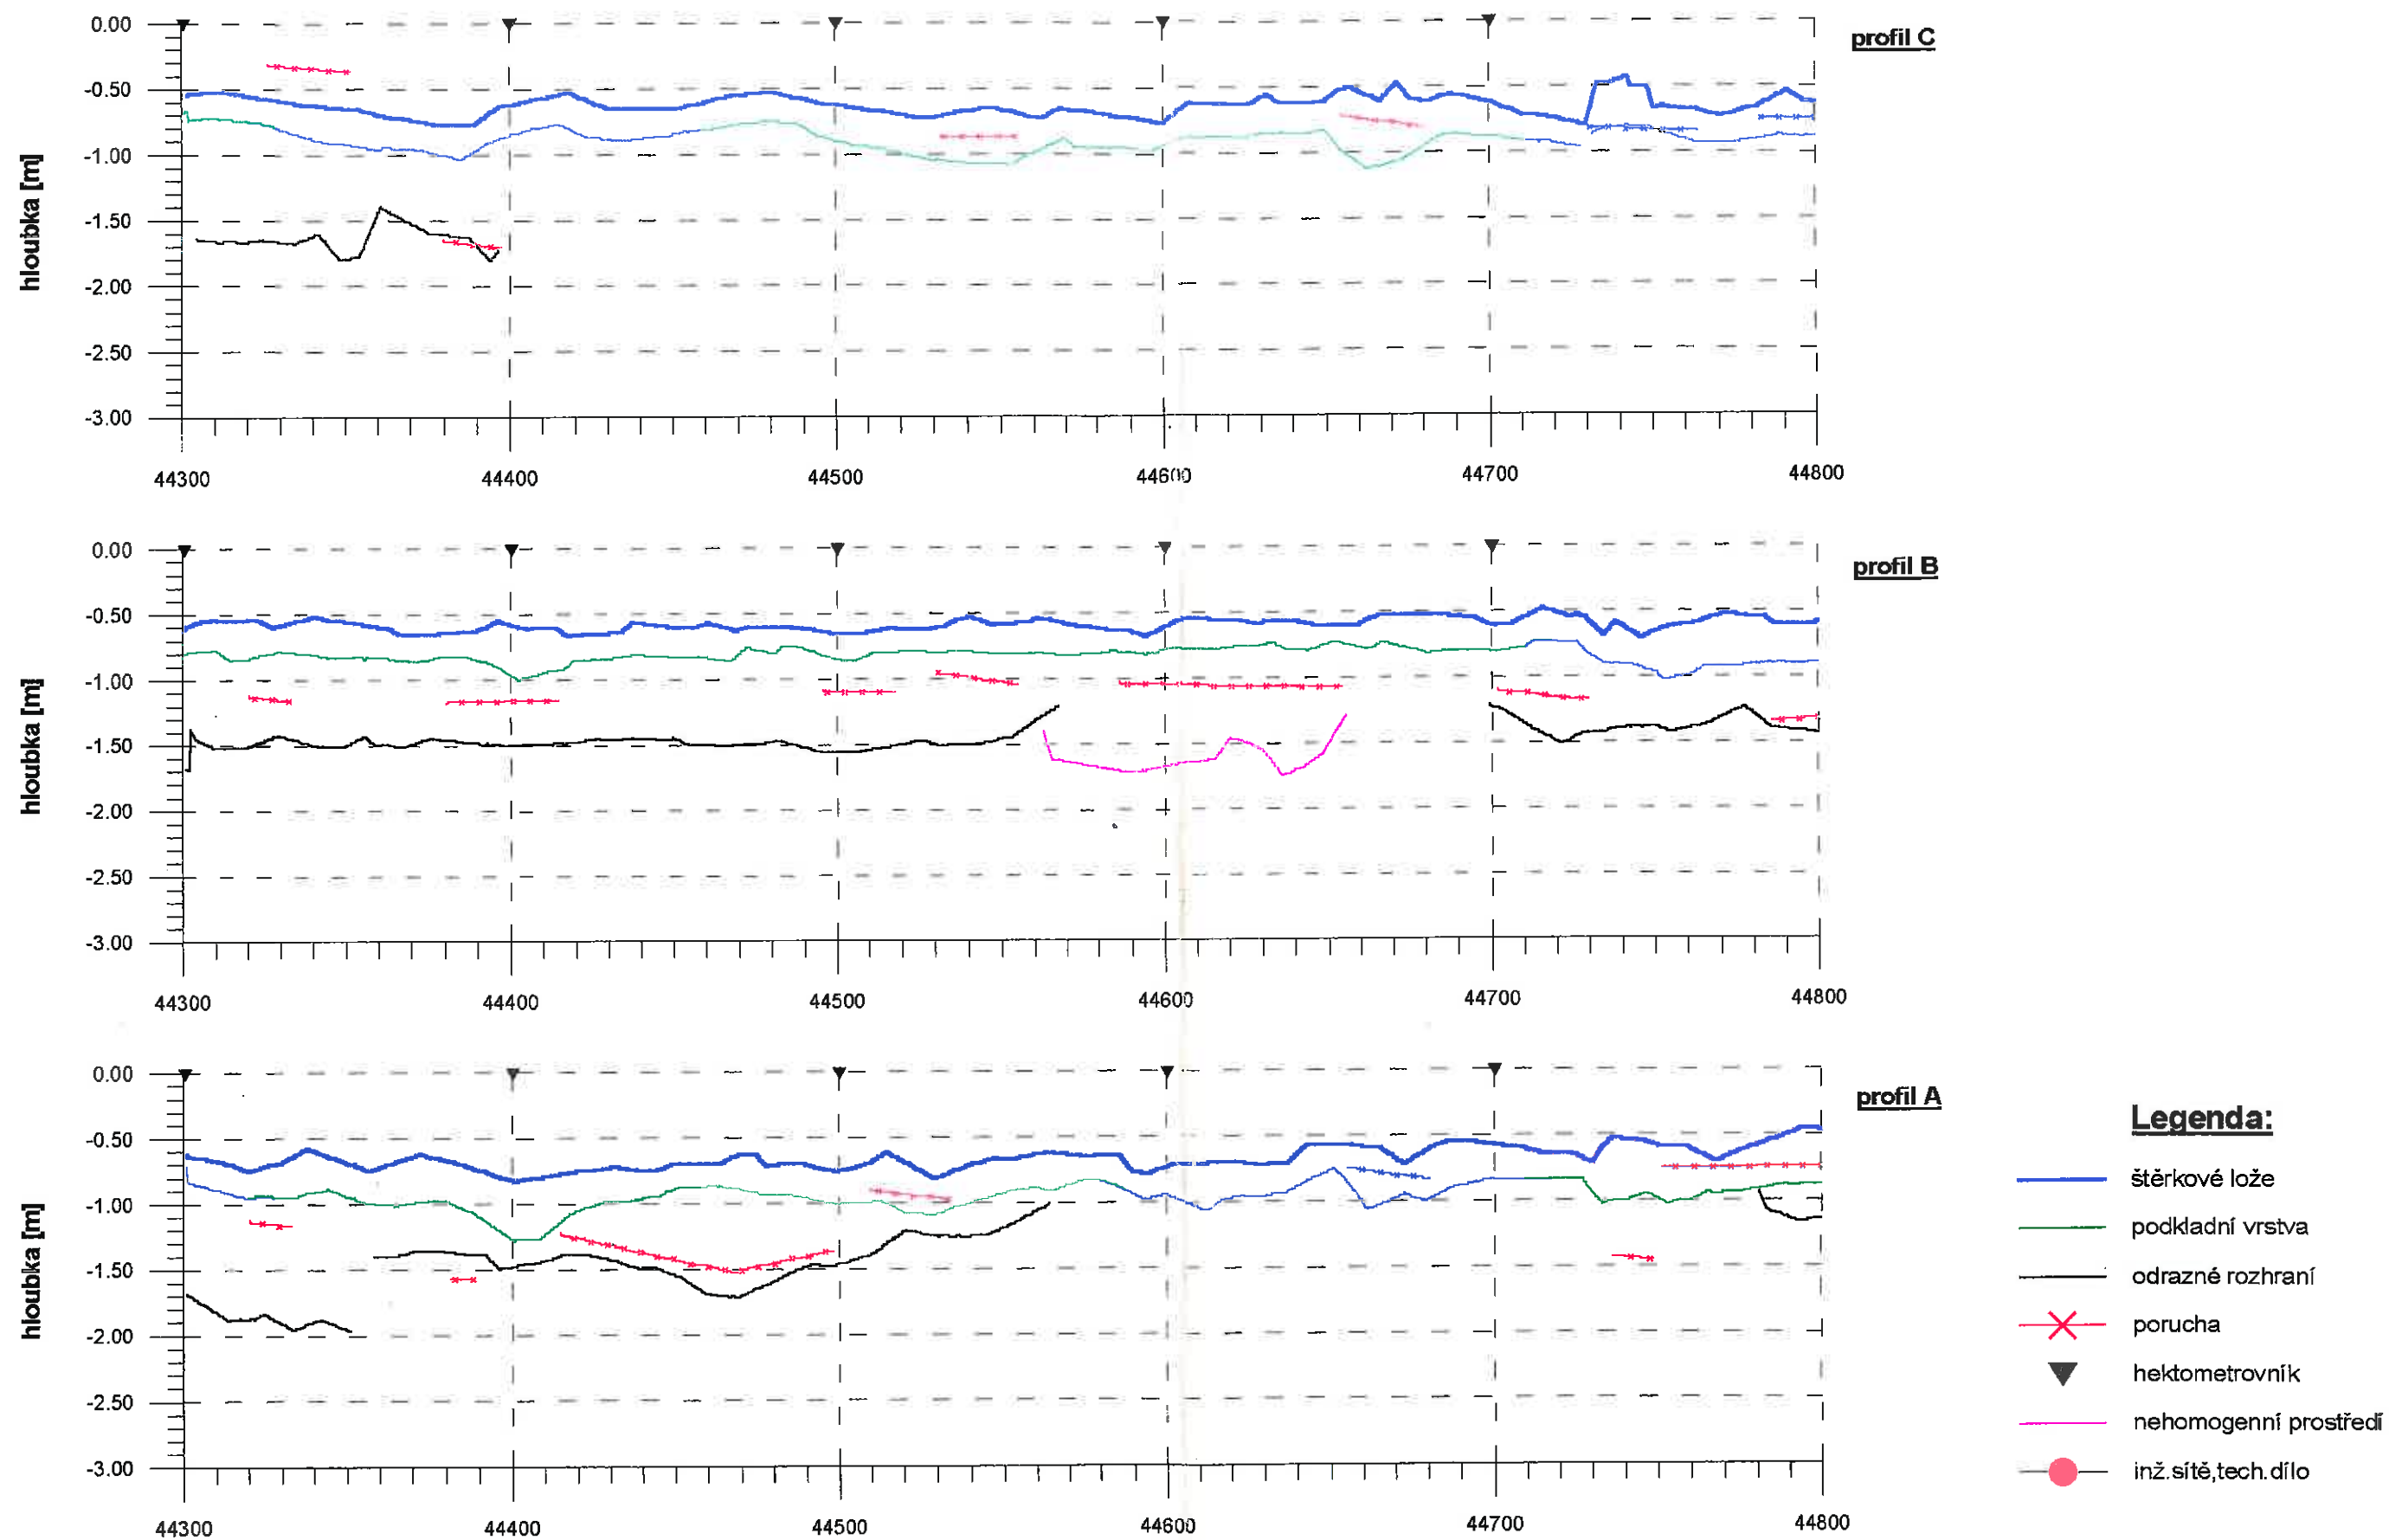 profil C
hloubka [m]
0.00
-0.50
-1.00
-1.50
-2.00
-2.50
-3.00
44300 44400 44500 44600 44700 44800
profil B
hloubka [m]
0.00
-0.50
-1.00
-1.50
-2.00
-2.50
-3.00
44300 44400 44500 44600 44700 44800
profil A
hloubka [m]
0.00
-0.50
-1.00
-1.50
-2.00
-2.50
-3.00
44300 44400 44500 44600 44700 44800
Legenda:
štěrkové lože
podkladní vrstva
odrazné rozhraní
porucha
hektometrovník
nehomogenní prostředí
inž.sítě,tech.dílo